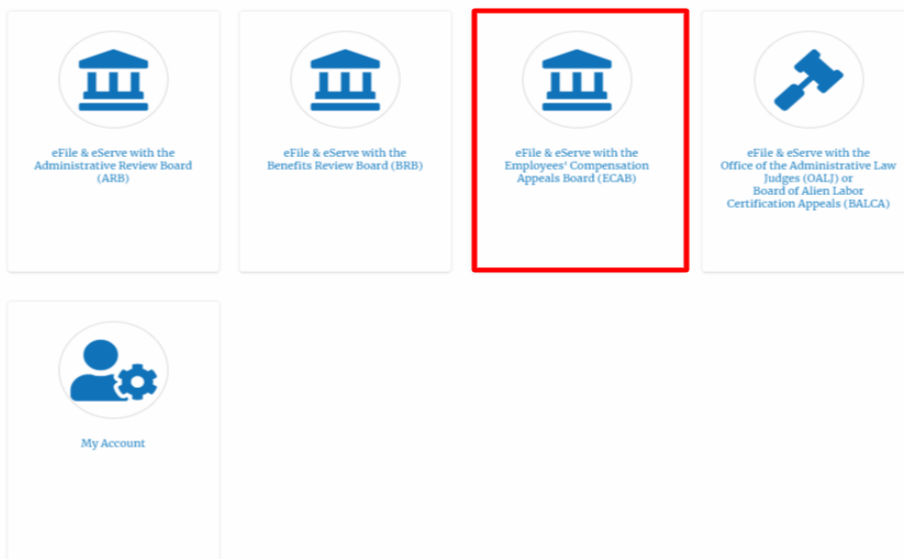 eFile & eServe with the
Administrative Review Board
(ARB)
eFile & eServe with the
Benefits Review Board (BRB)
eFile & eServe with the
Employees' Compensation
Appeals Board (ECAB)
eFile & eServe with the
Office of the Administrative Law
Judges (OALJ) or
Board of Alien Labor
Certification Appeals (BALCA)
My Account